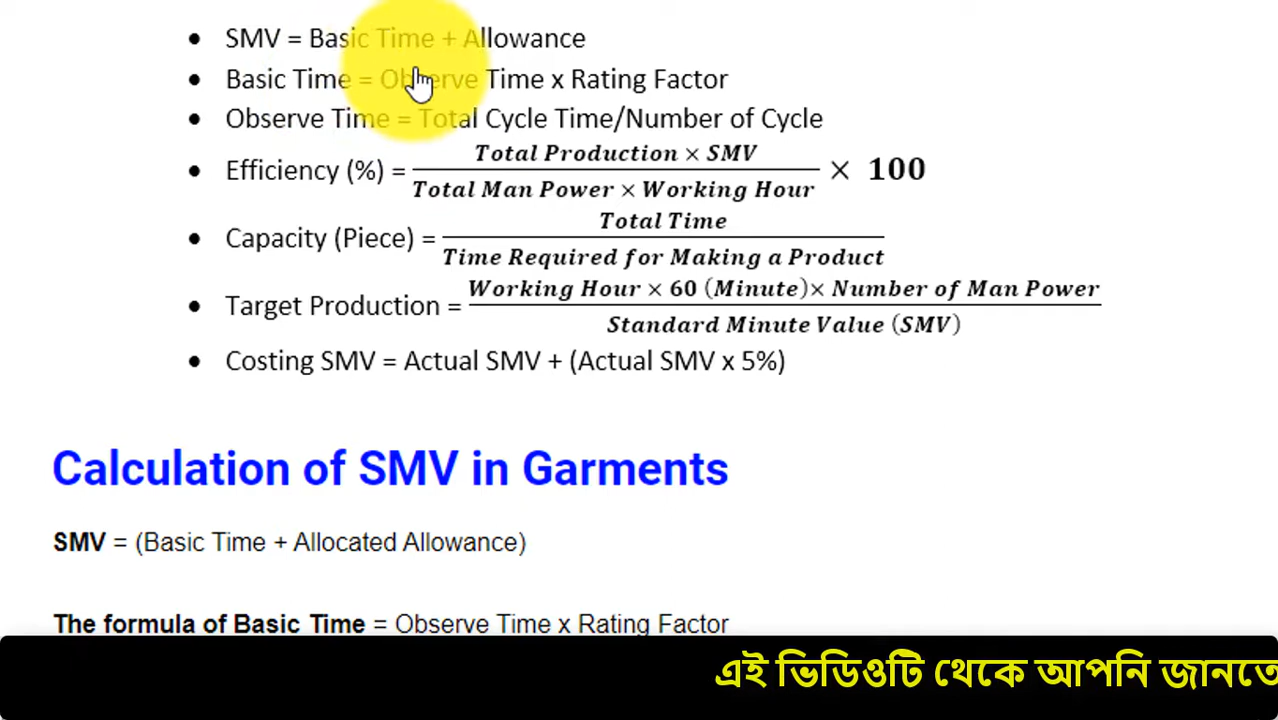 • SMV = Basic Time + Allowance
• Basic Time = Observe Time x Rating Factor
• Observe Time = Total Cycle Time/Number of Cycle
• Efficiency (%) = Total Production × SMV / Total Man Power × Working Hour × 100
• Capacity (Piece) = Total Time / Time Required for Making a Product
• Target Production = Working Hour × 60 (Minute)× Number of Man Power / Standard Minute Value (SMV)
• Costing SMV = Actual SMV + (Actual SMV x 5%)
Calculation of SMV in Garments
SMV = (Basic Time + Allocated Allowance)
The formula of Basic Time = Observe Time x Rating Factor
এই ভিডিওটি থেকে আপনি জানতে